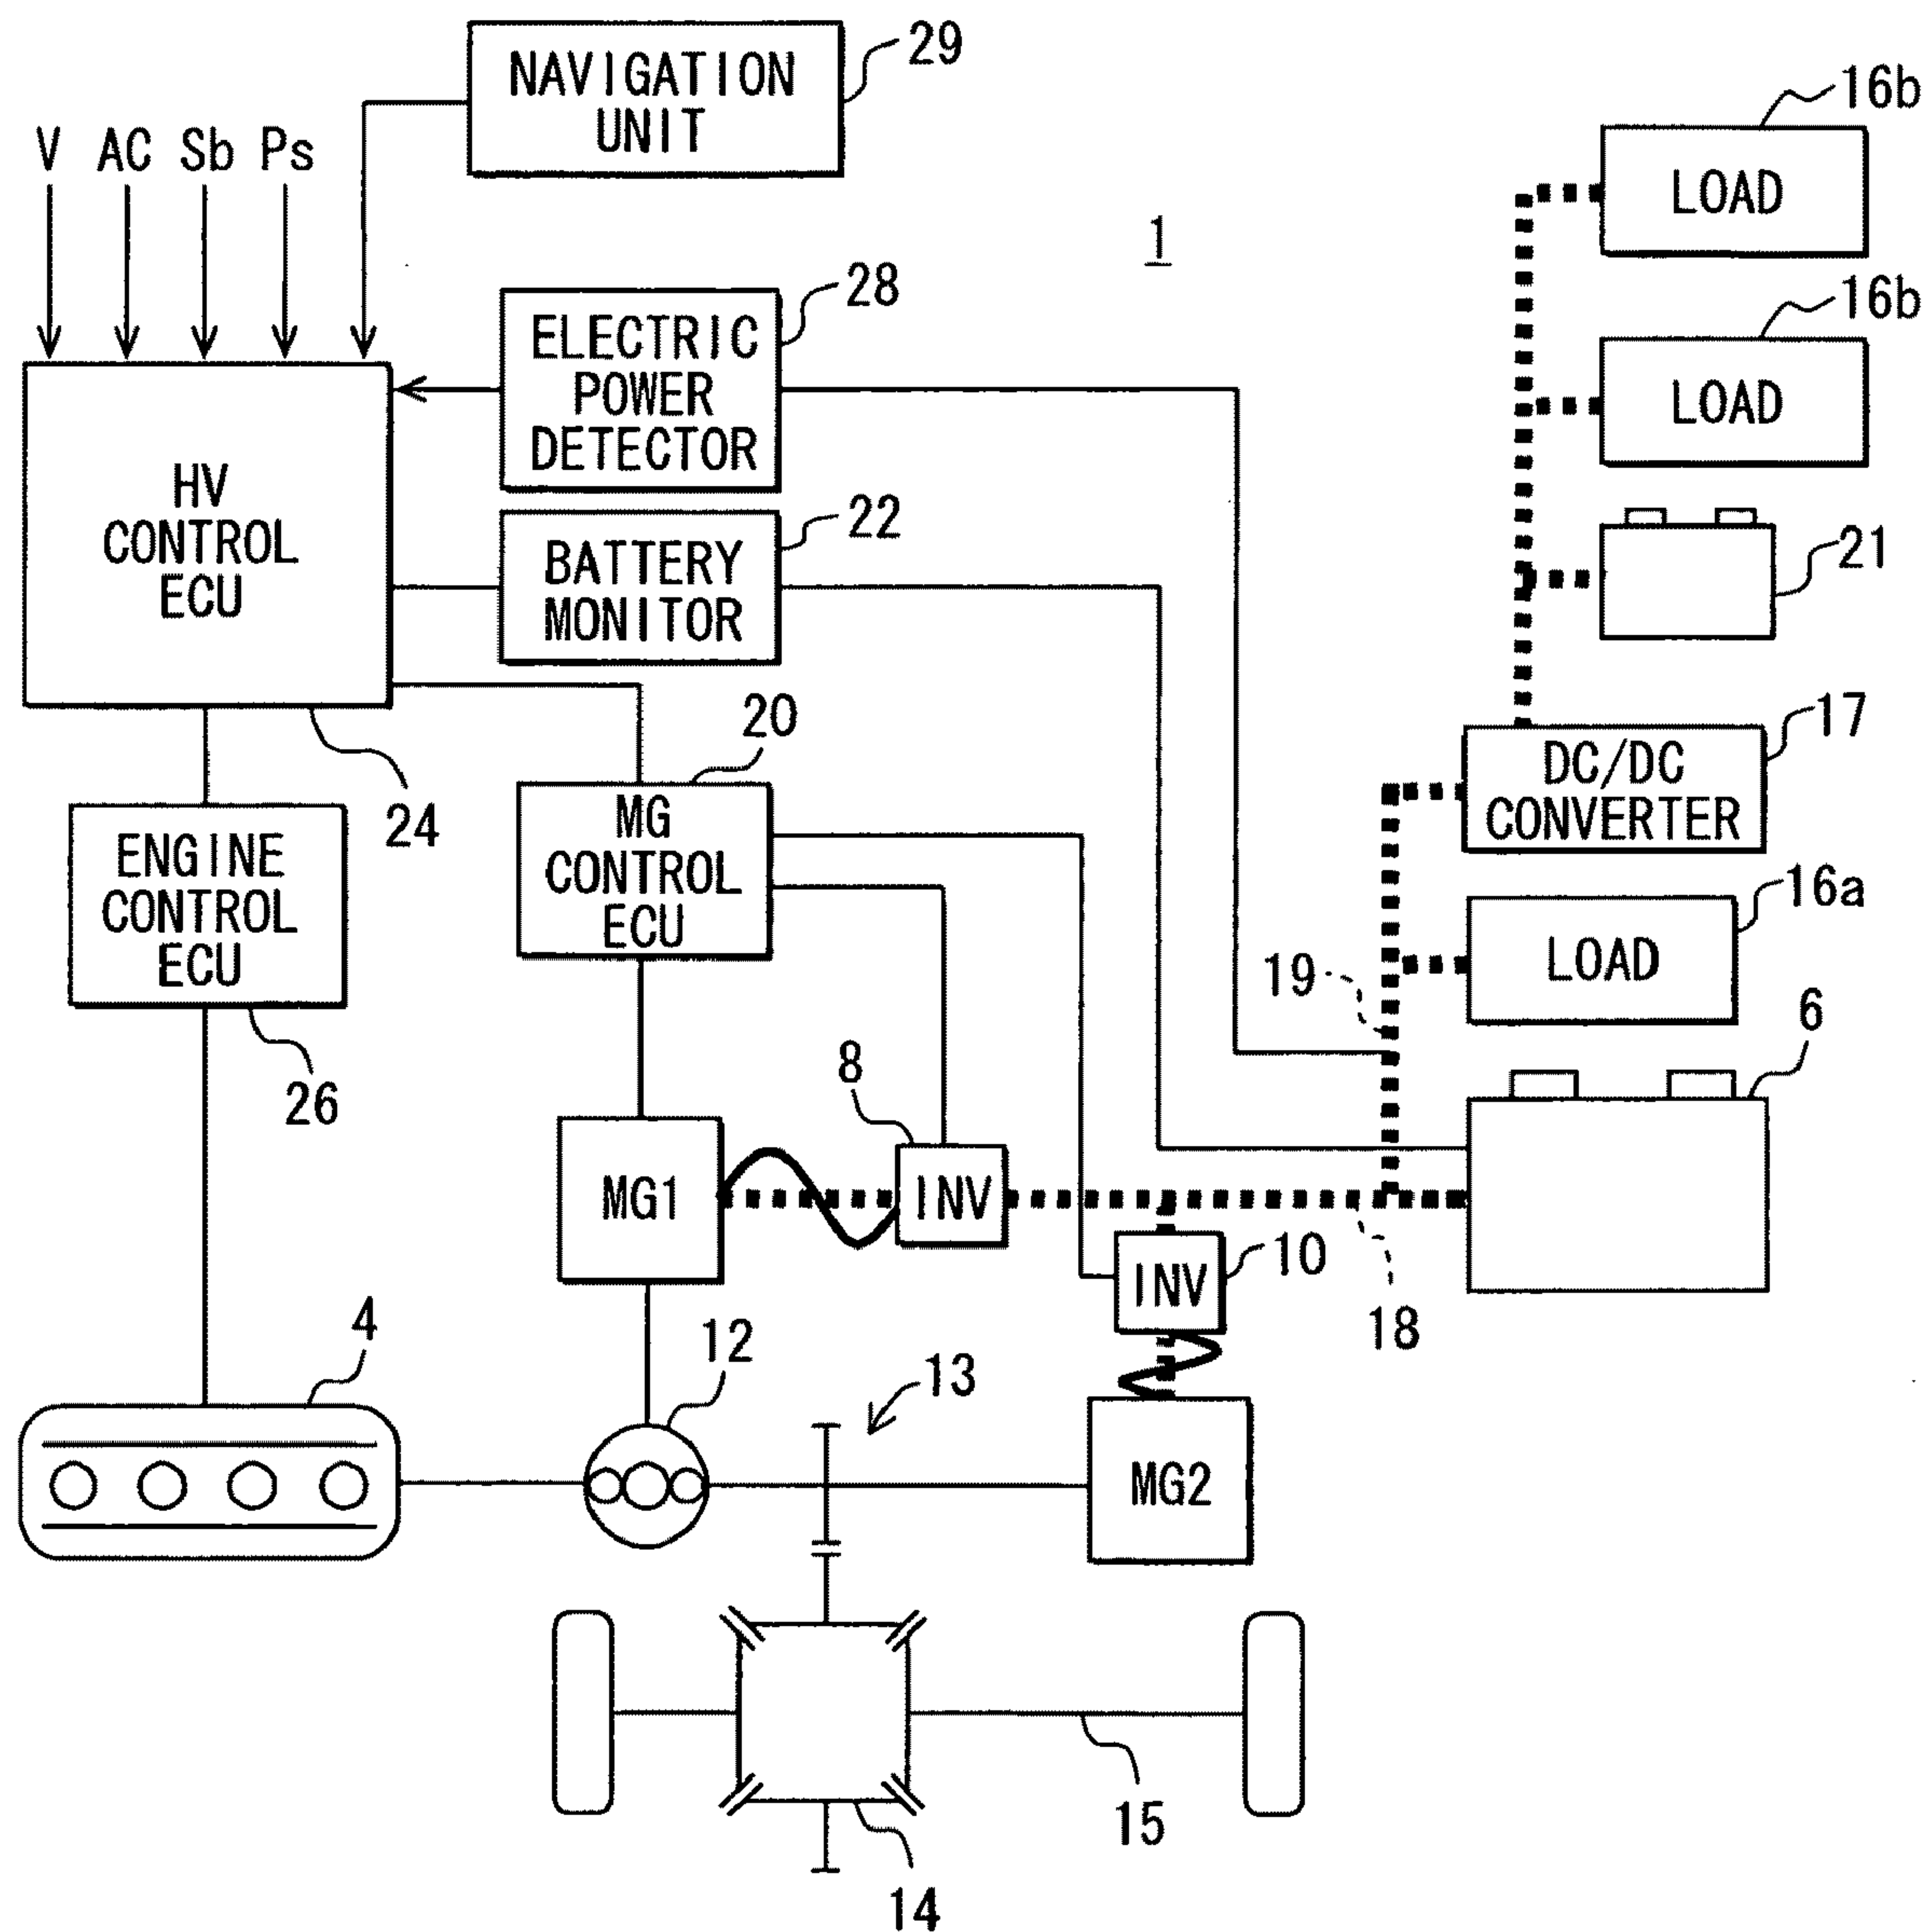 NAVIGATION
UNIT
29
V AC Sb Ps
16b
LOAD
1
28
ELECTRIC
POWER
DETECTOR
16b
LOAD
HV
CONTROL
ECU
22
BATTERY
MONITOR
21
20
17
DC/DC
CONVERTER
24
MG
CONTROL
ECU
ENGINE
CONTROL
ECU
16a
LOAD
19
6
26
8
MG1
INV
10
INV
18
4
12
13
MG2
15
14